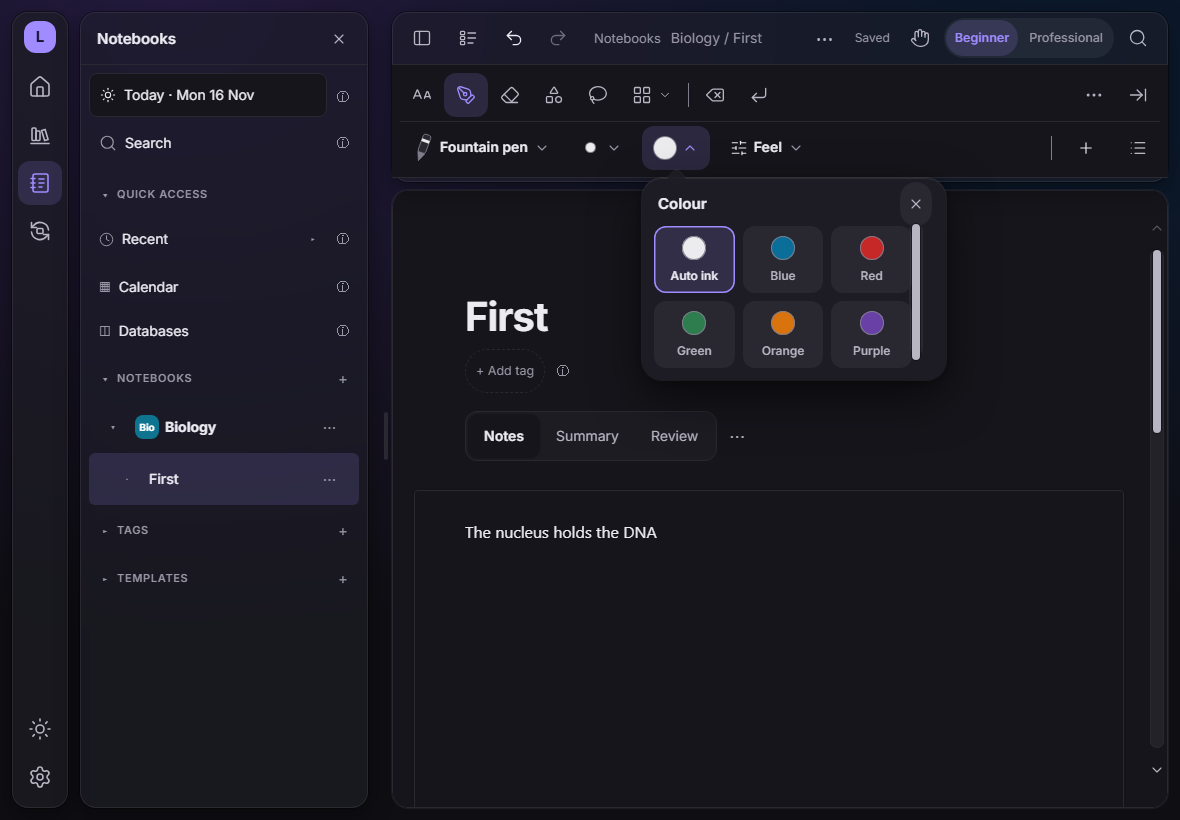 L
Notebooks
Today · Mon 16 Nov
Search
QUICK ACCESS
Recent
Calendar
Databases
NOTEBOOKS
Bio Biology
First
TAGS
TEMPLATES
Notebooks Biology / First
Saved
Beginner Professional
AA
Fountain pen
Feel
Colour
Auto ink Blue Red
Green Orange Purple
First
+ Add tag
Notes Summary Review
The nucleus holds the DNA